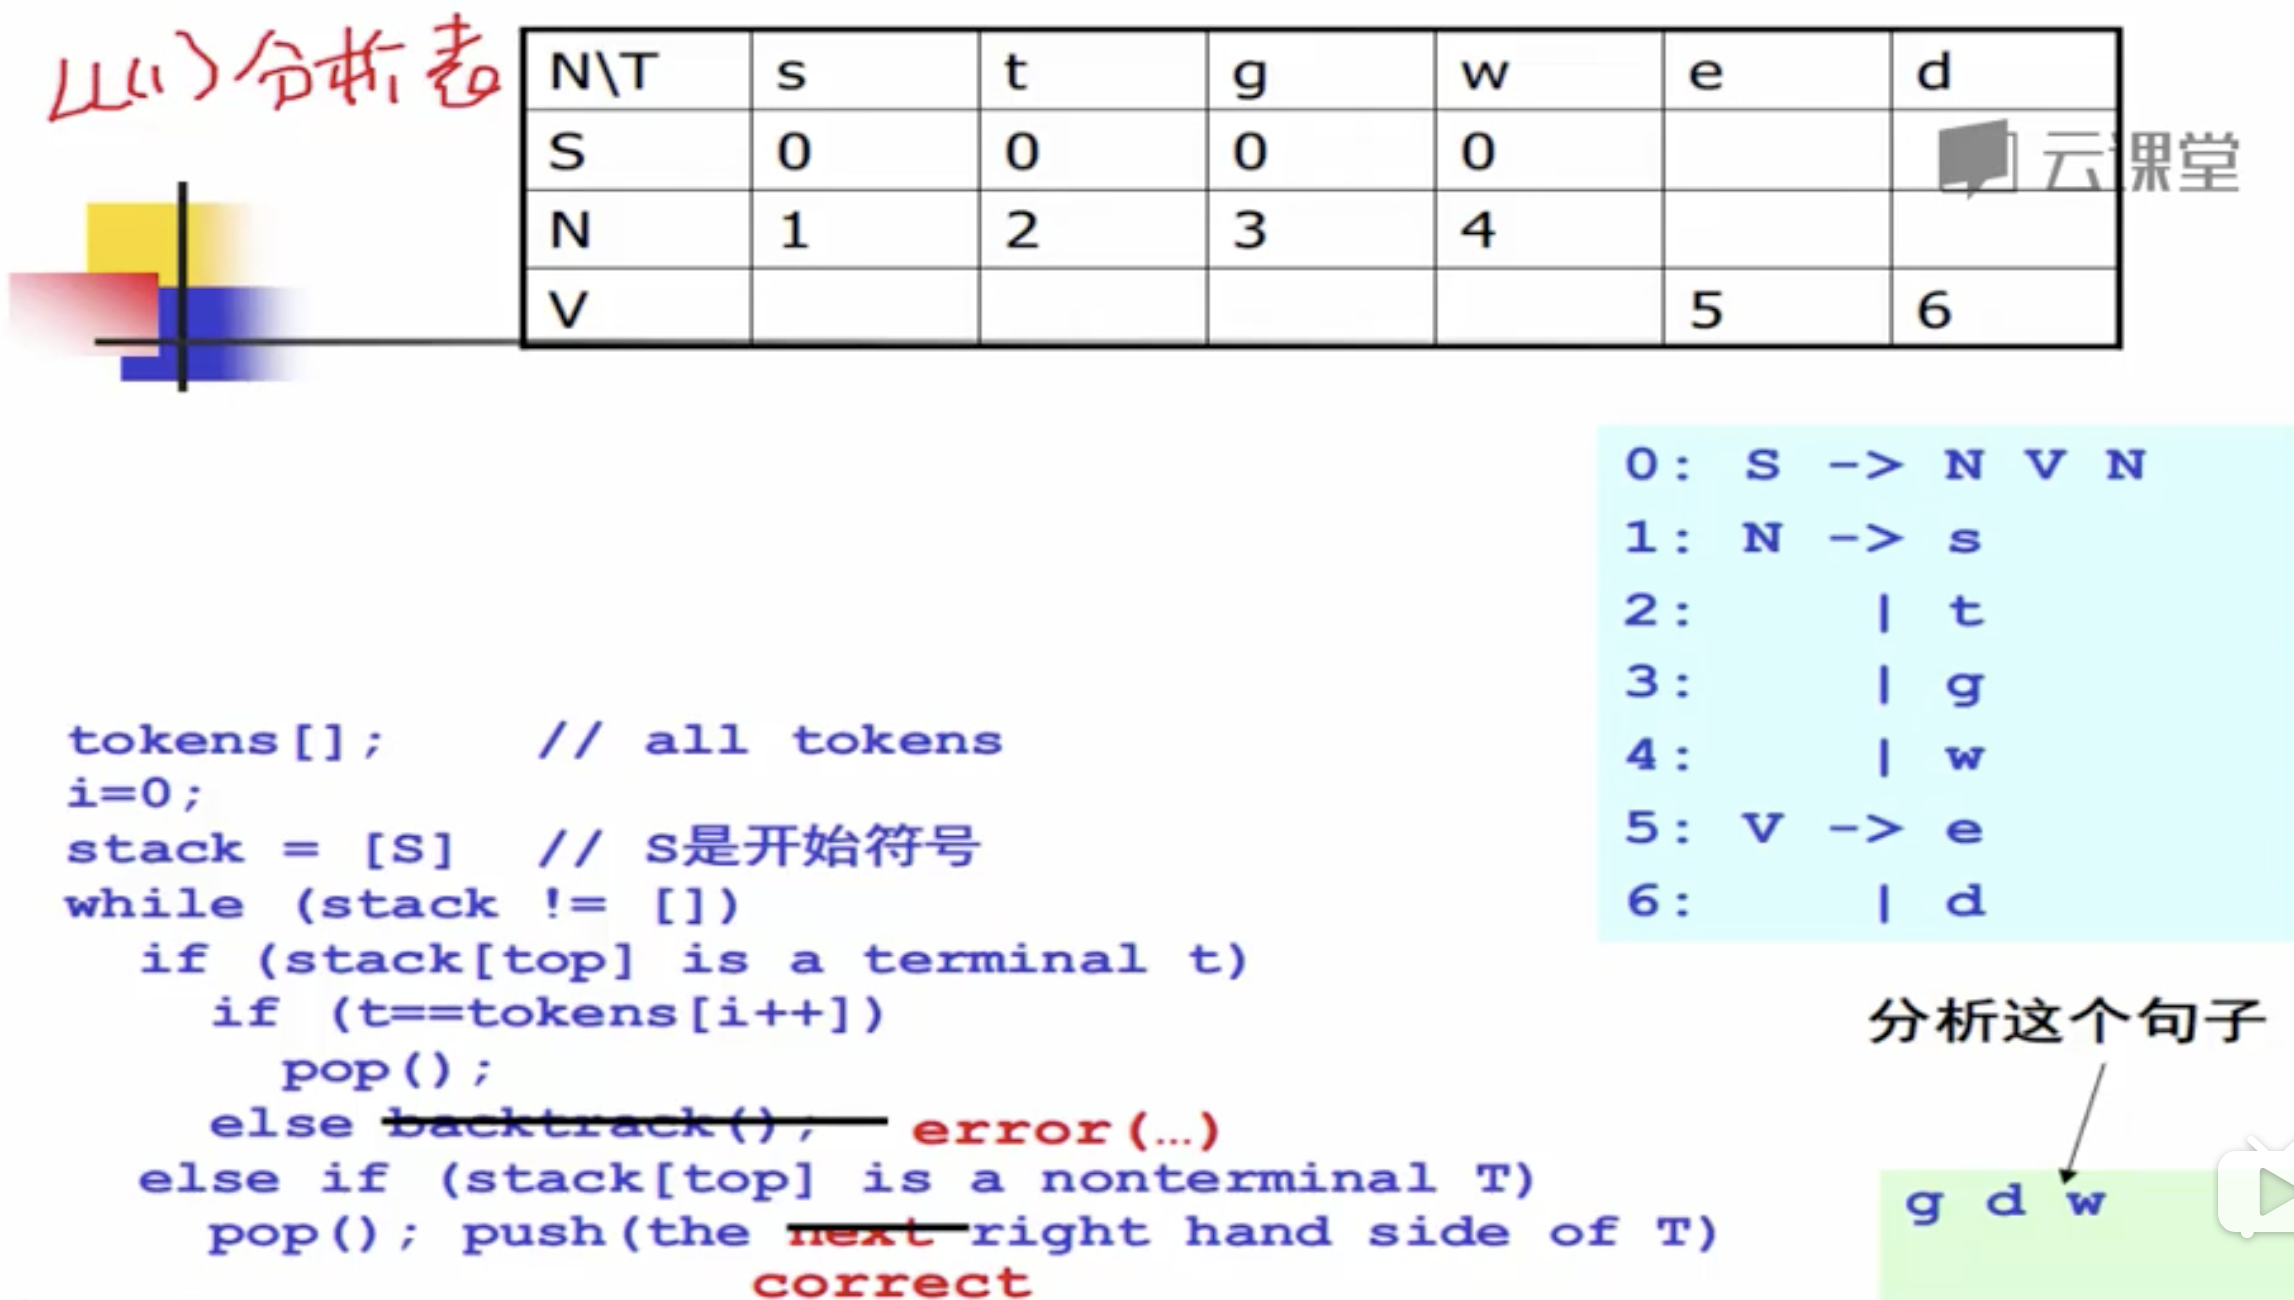 LL(1)分析表
N\T s t g w e d
S 0 0 0 0
N 1 2 3 4
V 5 6
云课堂
0: S -> N V N
1: N -> s
2: | t
3: | g
4: | w
5: V -> e
6: | d
tokens[]; // all tokens
i=0;
stack = [S] // S是开始符号
while (stack != [])
if (stack[top] is a terminal t)
if (t==tokens[i++])
pop();
else backtrack(); error(…)
else if (stack[top] is a nonterminal T)
pop(); push(the next right hand side of T)
correct
分析这个句子
g d w